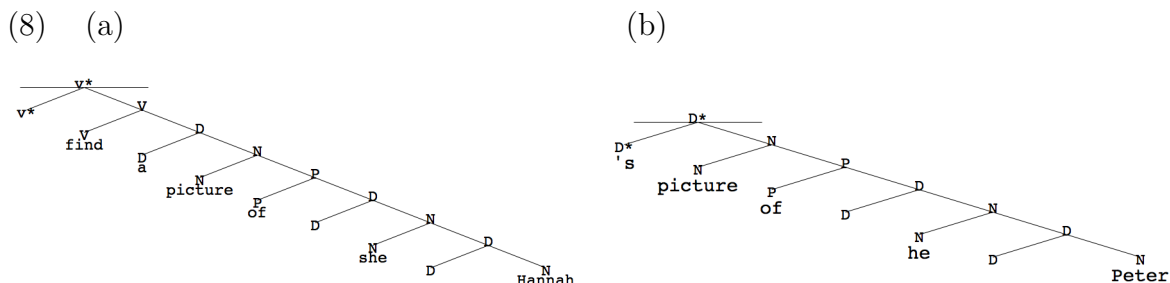 (8) (a) (b)
v*
v* V
V D
find
D N
a
N P
picture
P D
of
D N
N D
she
D N
Hannah
D*
D* N
's
N P
picture
P D
of
D N
N D
he
D N
Peter